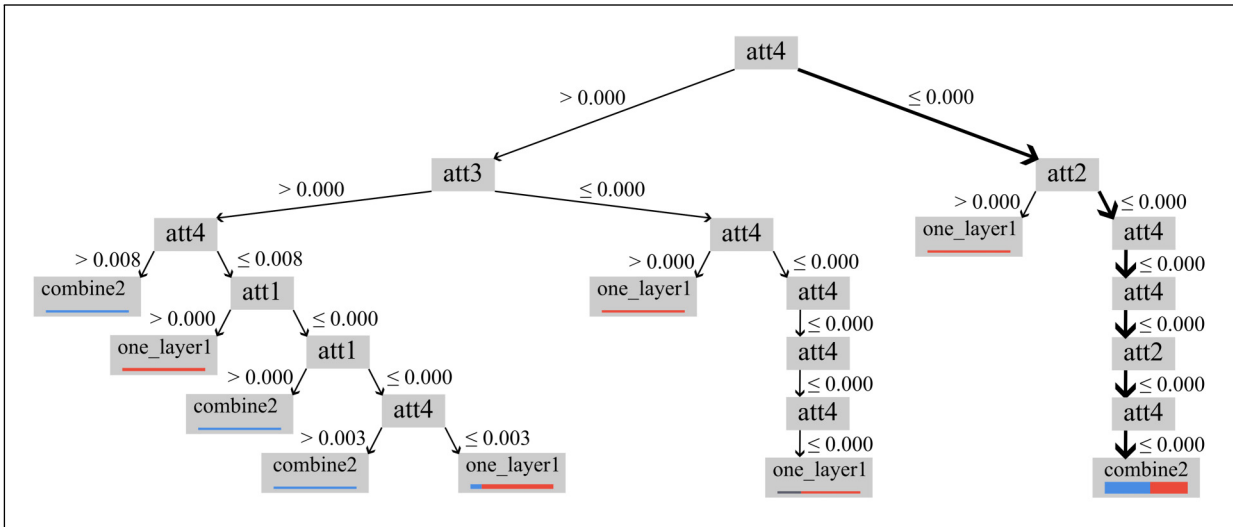 att4
> 0.000
≤ 0.000
att3
att2
> 0.000
≤ 0.000
> 0.000
≤ 0.000
att4
att4
one_layer1
att4
> 0.008
≤ 0.008
> 0.000
≤ 0.000
≤ 0.000
combine2
att1
one_layer1
att4
att4
> 0.000
≤ 0.000
≤ 0.000
≤ 0.000
one_layer1
att1
att4
att2
> 0.000
≤ 0.000
≤ 0.000
≤ 0.000
combine2
att4
att4
att4
> 0.003
≤ 0.003
≤ 0.000
≤ 0.000
combine2
one_layer1
one_layer1
combine2